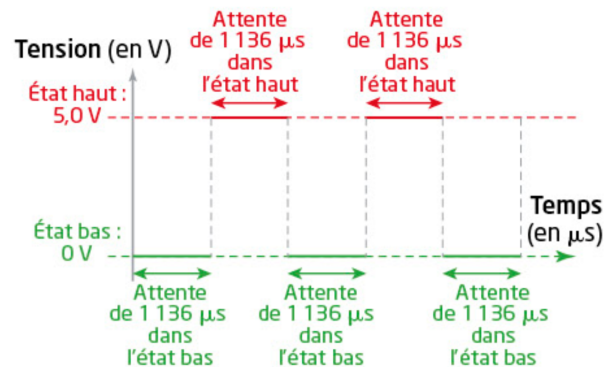 Attente
de 1 136 μs
dans
l'état haut
Attente
de 1 136 μs
dans
l'état haut
Tension (en V)
État haut :
5,0 V
Temps
(en μs)
État bas :
0 V
Attente
de 1 136 μs
dans
l'état bas
Attente
de 1 136 μs
dans
l'état bas
Attente
de 1 136 μs
dans
l'état bas